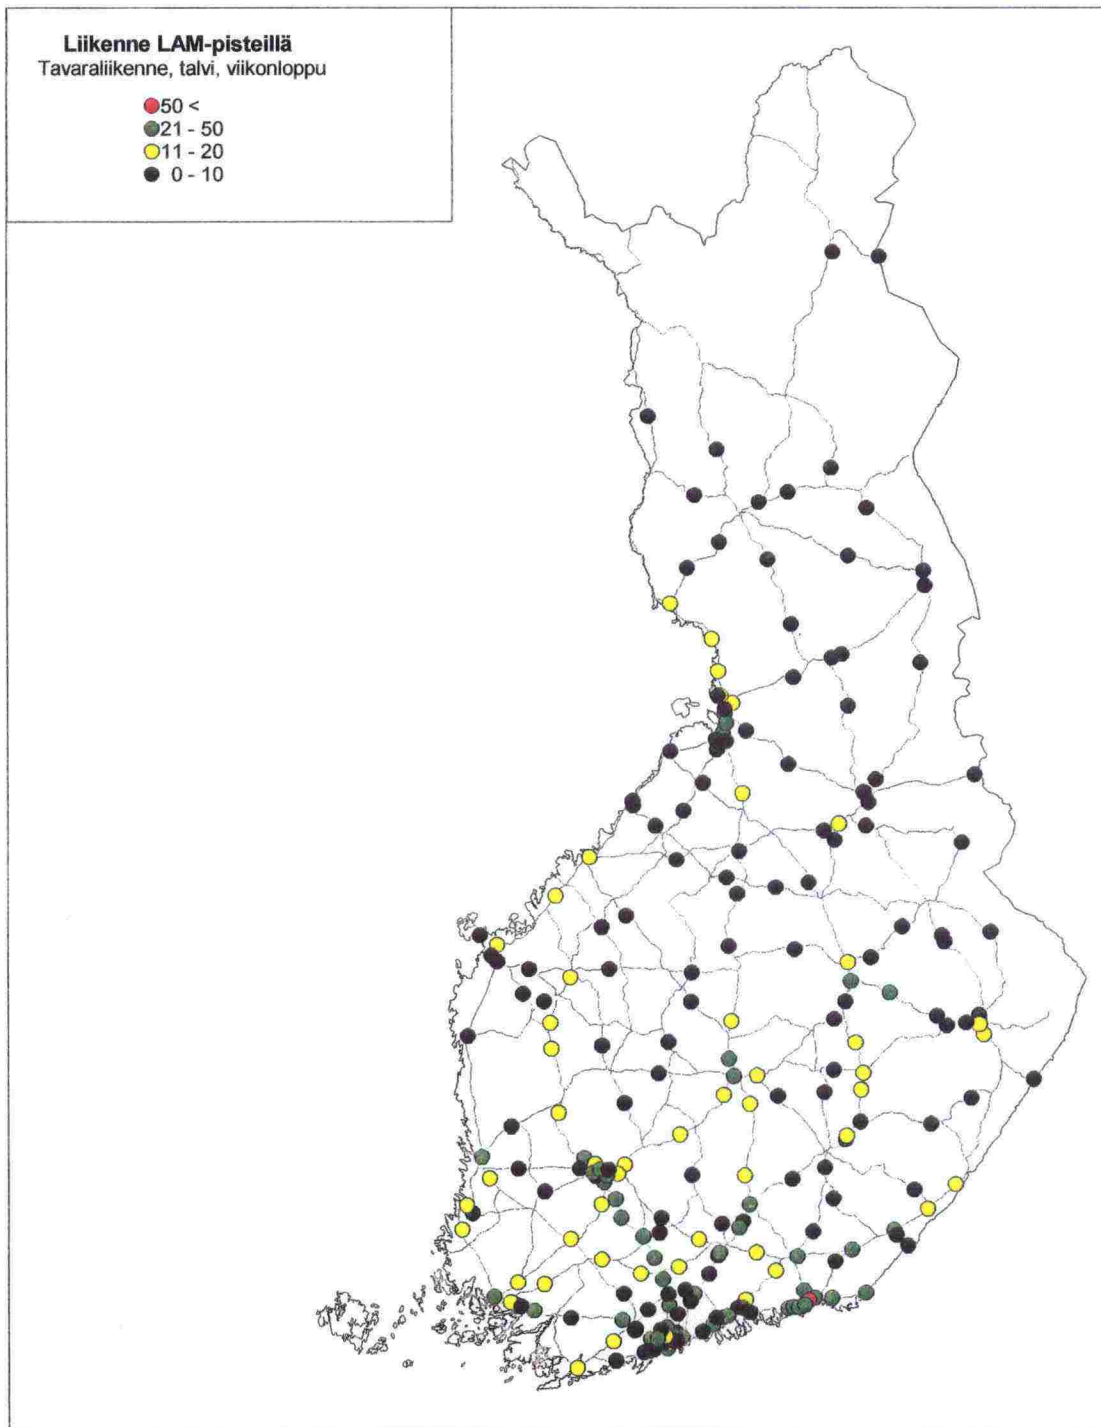 Liikenne LAM-pisteillä
Tavaraliikenne, talvi, viikonloppu
50 <
21 - 50
11 - 20
0 - 10